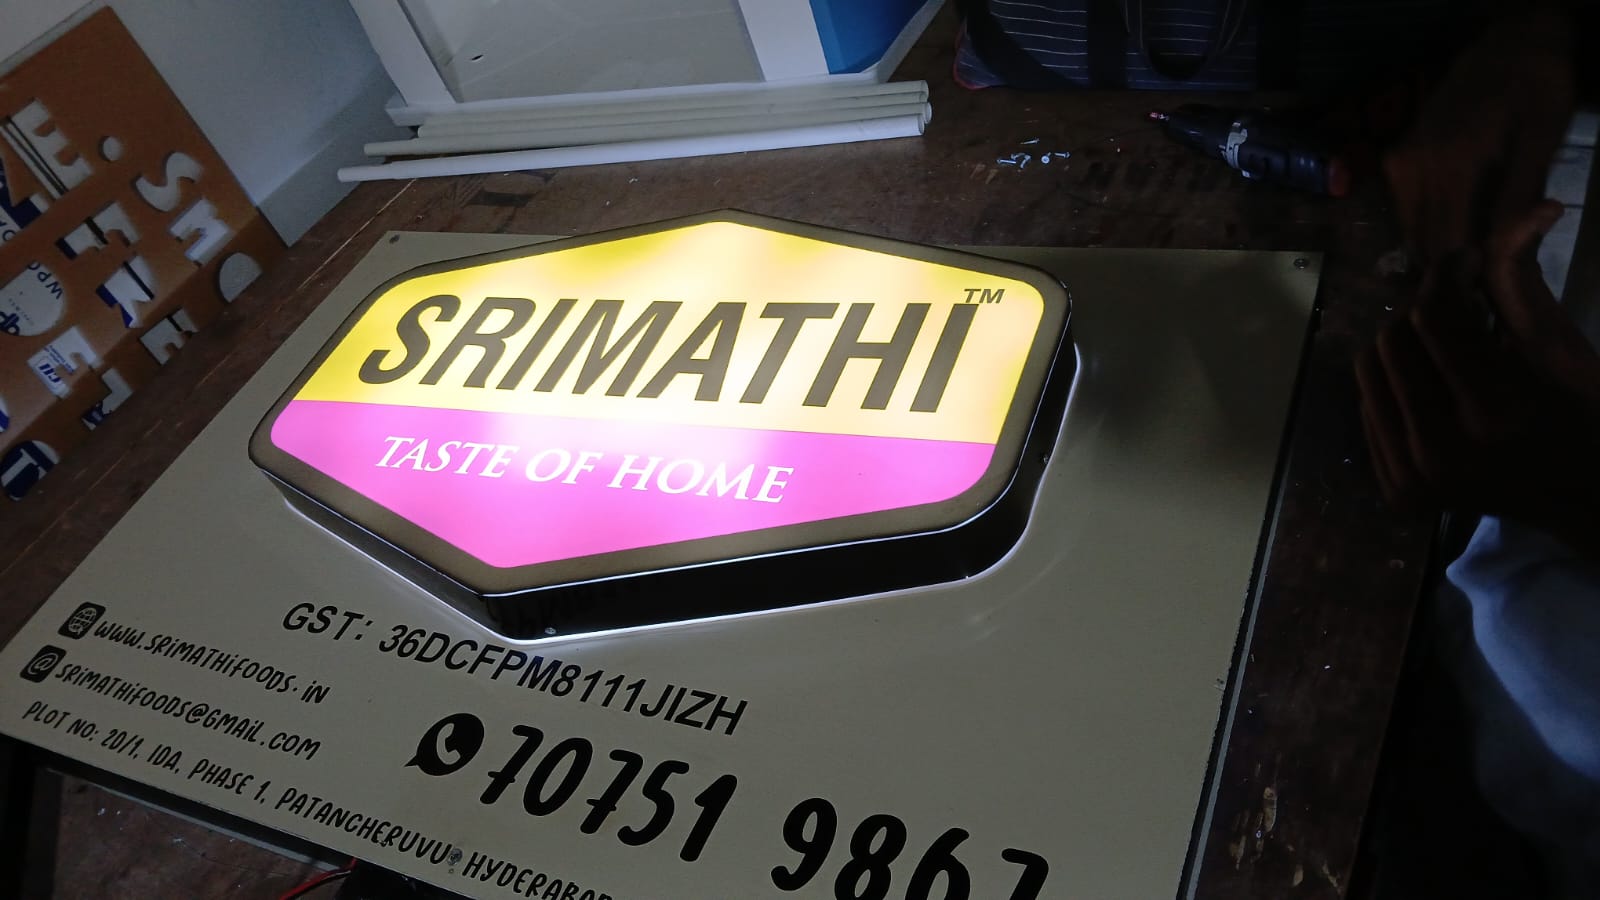 SRIMATHI™
TASTE OF HOME
GST: 36DCFPM8111JIZH
www.srimathifoods.in
srimathifoods@gmail.com
PLOT NO: 20/1, IDA, PHASE 1, PATANCHERUVU, HYDERABAD
70751 9867